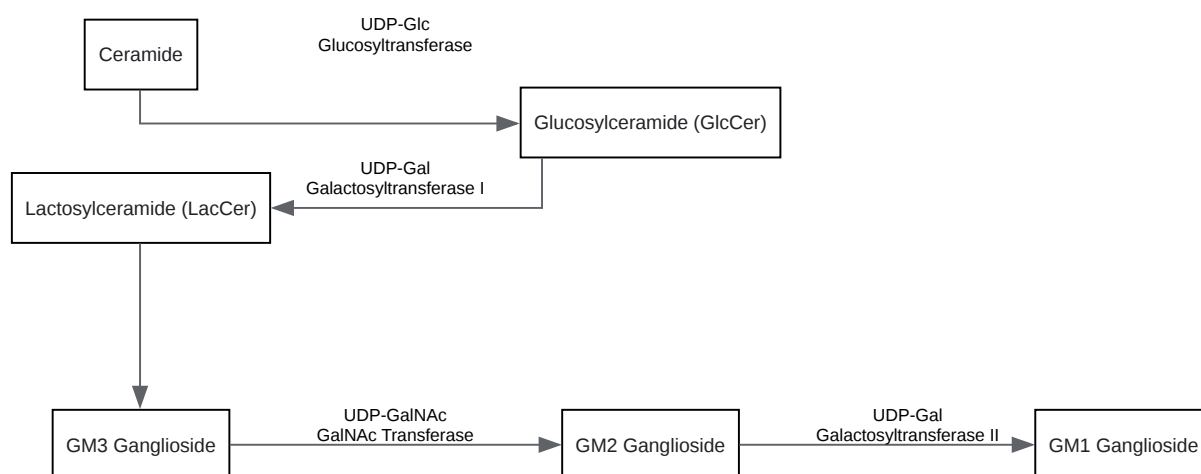 UDP-Glc
Glucosyltransferase
Ceramide
Glucosylceramide (GlcCer)
UDP-Gal
Galactosyltransferase I
Lactosylceramide (LacCer)
GM3 Ganglioside
UDP-GalNAc
GalNAc Transferase
GM2 Ganglioside
UDP-Gal
Galactosyltransferase II
GM1 Ganglioside